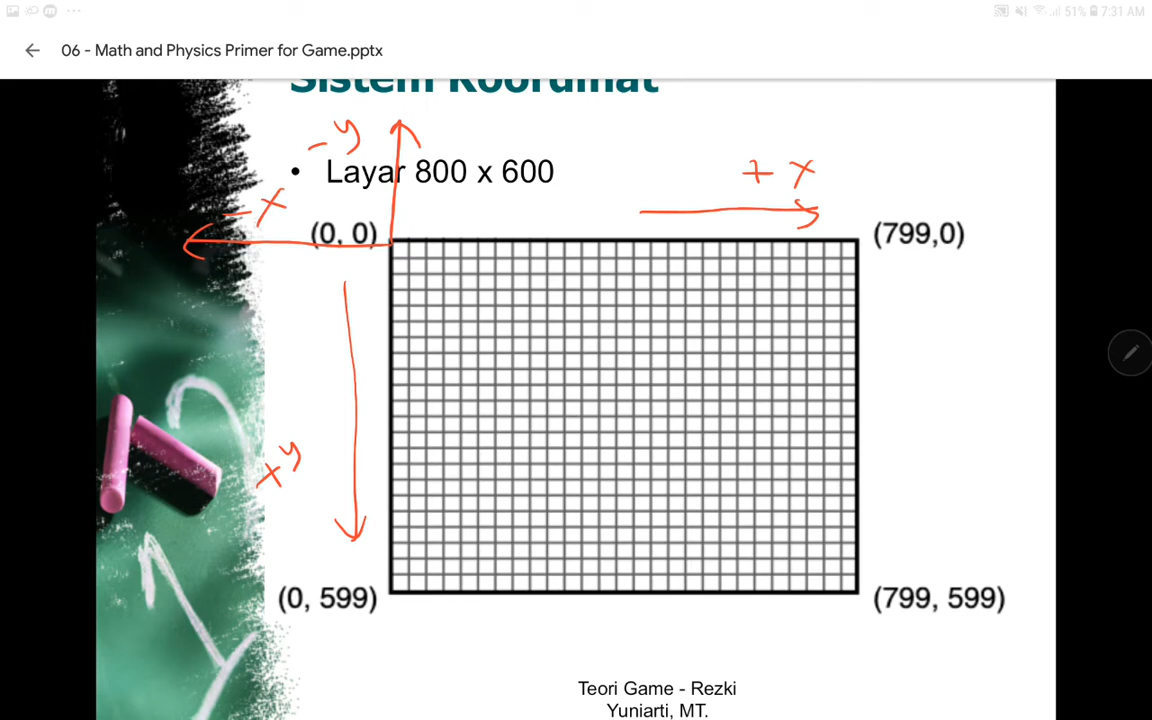 51% 7:31 AM
06 - Math and Physics Primer for Game.pptx
Sistem Koordinat
- y
• Layar 800 x 600
+ x
- x
(0, 0)
(799,0)
+ y
(0, 599)
(799, 599)
Teori Game - Rezki
Yuniarti, MT.